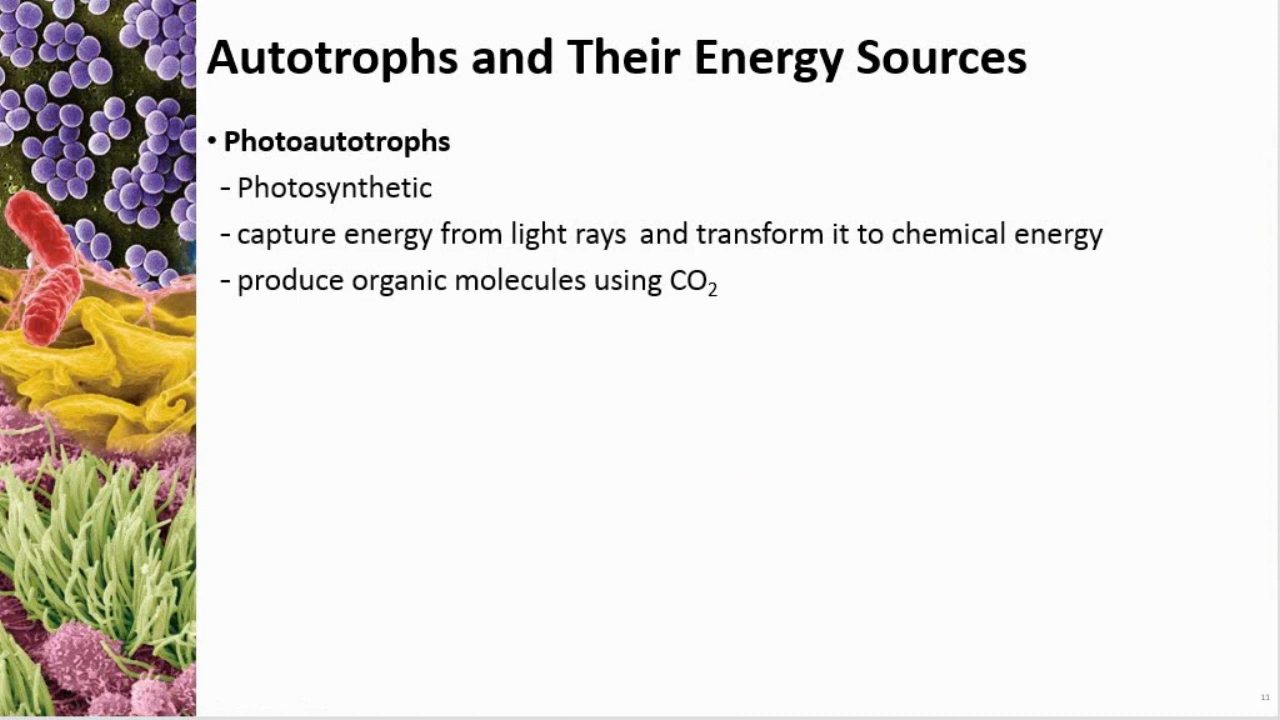 Autotrophs and Their Energy Sources
• Photoautotrophs
- Photosynthetic
- capture energy from light rays and transform it to chemical energy
- produce organic molecules using CO₂
11